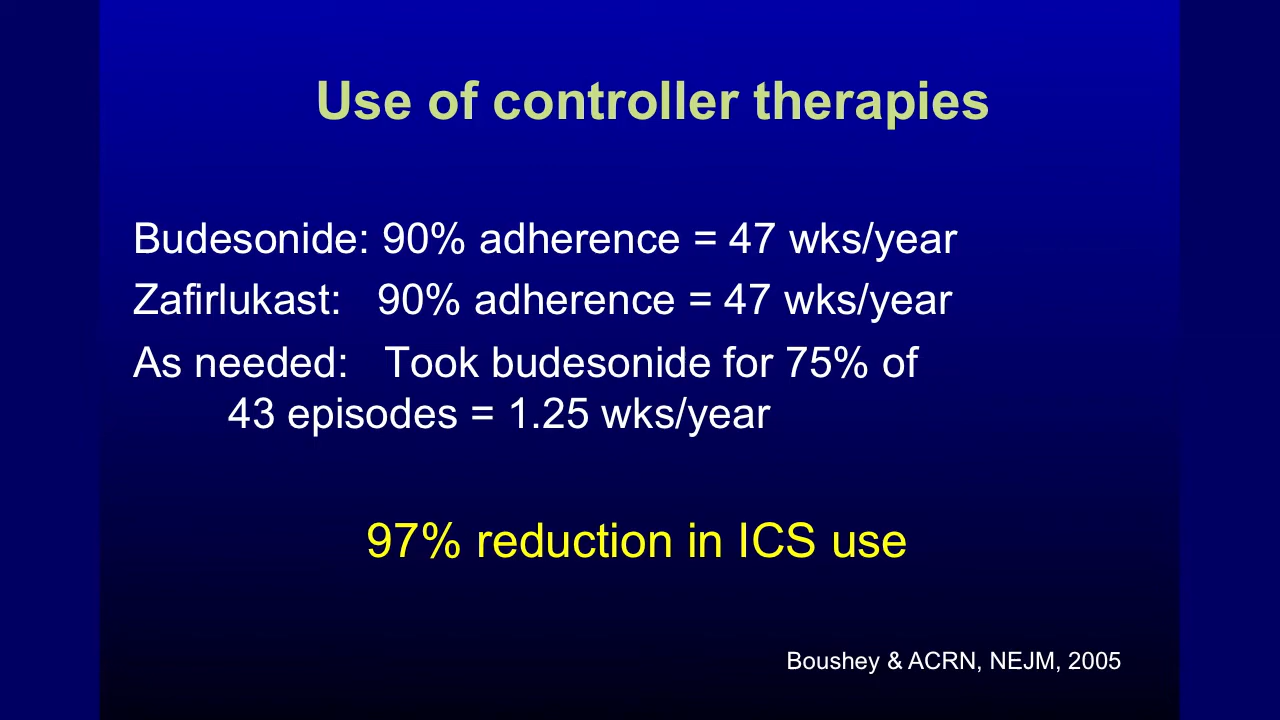 Use of controller therapies
Budesonide: 90% adherence = 47 wks/year
Zafirlukast: 90% adherence = 47 wks/year
As needed: Took budesonide for 75% of
43 episodes = 1.25 wks/year
97% reduction in ICS use
Boushey & ACRN, NEJM, 2005